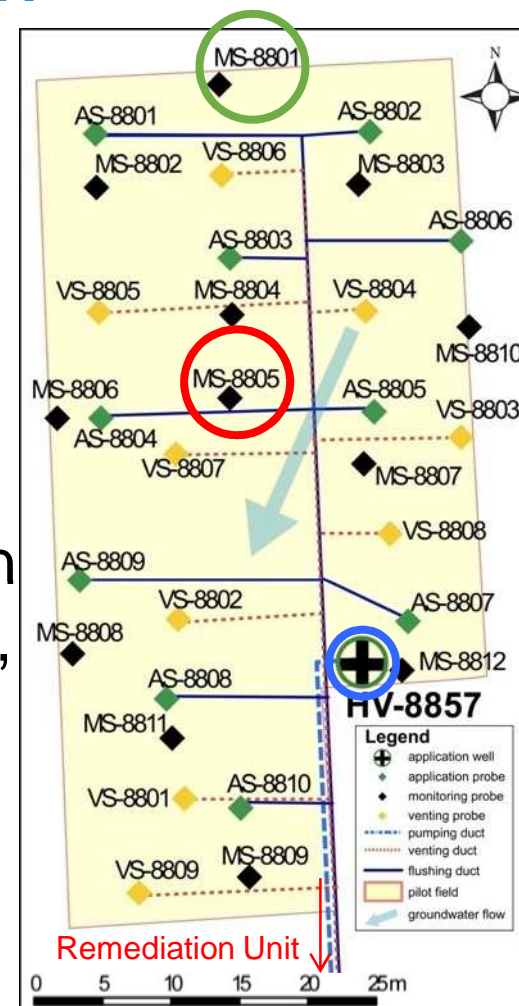 MS-8801
N
AS-8801
AS-8802
VS-8806
MS-8802
MS-8803
AS-8806
AS-8803
VS-8805
MS-8804
VS-8804
MS-8810
MS-8805
MS-8806
AS-8805
VS-8803
AS-8804
VS-8807
MS-8807
VS-8808
AS-8809
n
VS-8802
AS-8807
MS-8808
,
MS-8812
AS-8808
HV-8857
MS-8811
Legend
application well
application probe
monitoring probe
venting probe
pumping duct
venting duct
flushing duct
pilot field
groundwater flow
VS-8801
AS-8810
MS-8809
VS-8809
Remediation Unit
0 5 10 15 20 25m